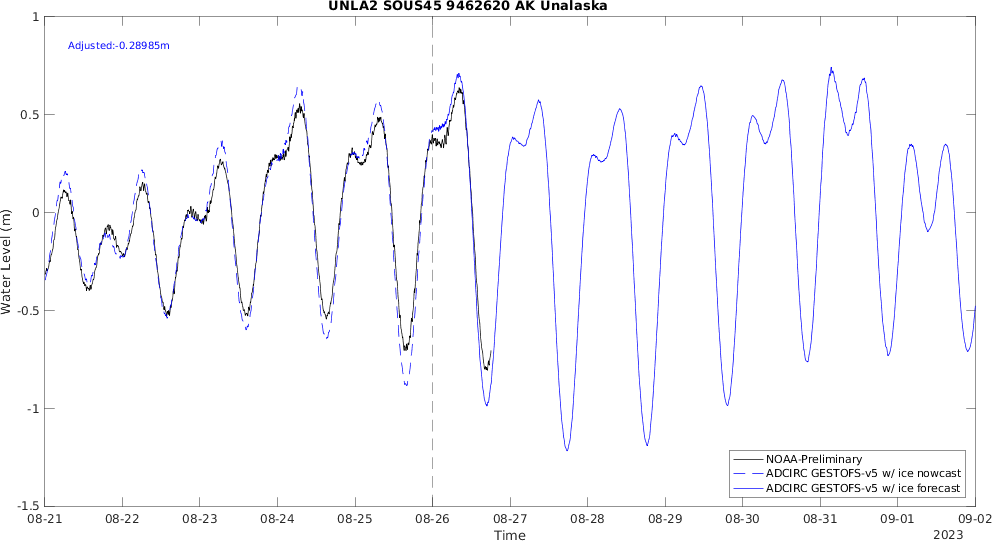 UNLA2 SOUS45 9462620 AK Unalaska
Adjusted:-0.28985m
1
0.5
0
-0.5
-1
-1.5
Water Level (m)
NOAA-Preliminary
ADCIRC GESTOFS-v5 w/ ice nowcast
ADCIRC GESTOFS-v5 w/ ice forecast
08-21 08-22 08-23 08-24 08-25 08-26 08-27 08-28 08-29 08-30 08-31 09-01 09-02
Time
2023